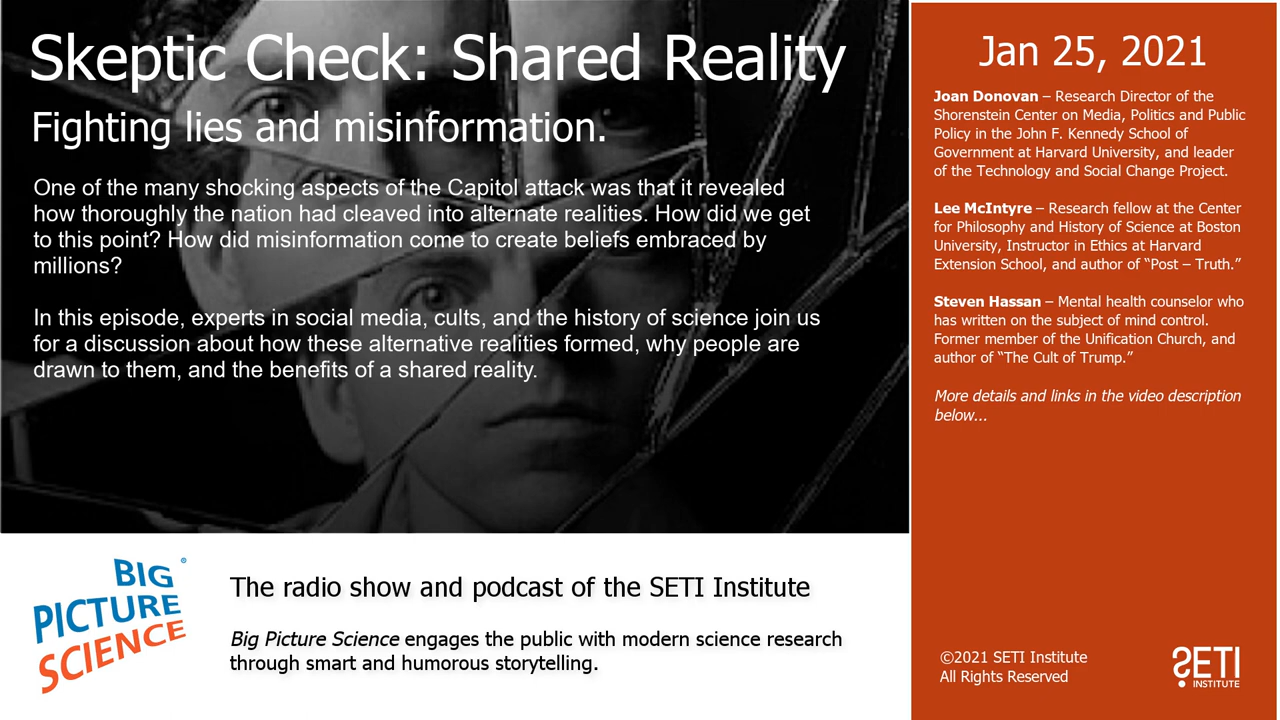 Skeptic Check: Shared Reality
Fighting lies and misinformation.
One of the many shocking aspects of the Capitol attack was that it revealed
how thoroughly the nation had cleaved into alternate realities. How did we get
to this point? How did misinformation come to create beliefs embraced by
millions?
In this episode, experts in social media, cults, and the history of science join us
for a discussion about how these alternative realities formed, why people are
drawn to them, and the benefits of a shared reality.
Jan 25, 2021
Joan Donovan – Research Director of the
Shorenstein Center on Media, Politics and Public
Policy in the John F. Kennedy School of
Government at Harvard University, and leader
of the Technology and Social Change Project.
Lee McIntyre – Research fellow at the Center
for Philosophy and History of Science at Boston
University, Instructor in Ethics at Harvard
Extension School, and author of “Post – Truth.”
Steven Hassan – Mental health counselor who
has written on the subject of mind control.
Former member of the Unification Church, and
author of “The Cult of Trump.”
More details and links in the video description
below...
BIG ®
PICTURE
SCIENCE
The radio show and podcast of the SETI Institute
Big Picture Science engages the public with modern science research
through smart and humorous storytelling.
©2021 SETI Institute
All Rights Reserved
SETI
INSTITUTE